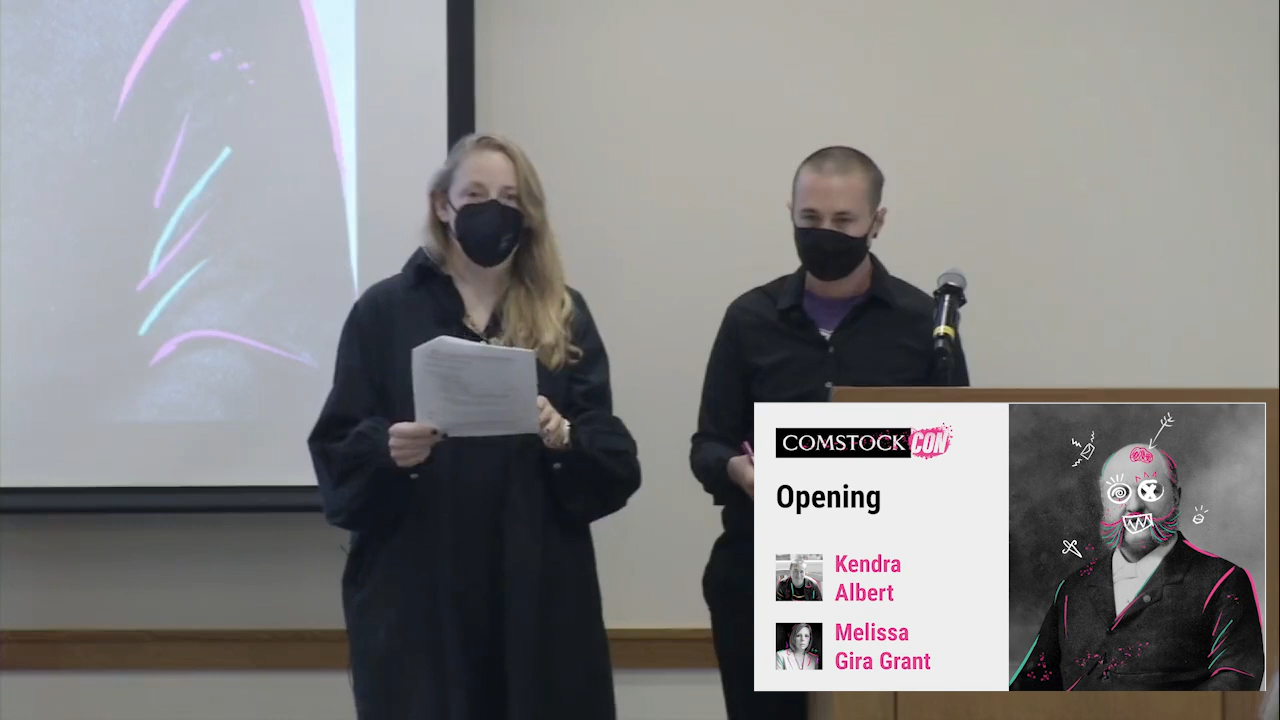 COMSTOCK CON
Opening
Kendra
Albert
Melissa
Gira Grant